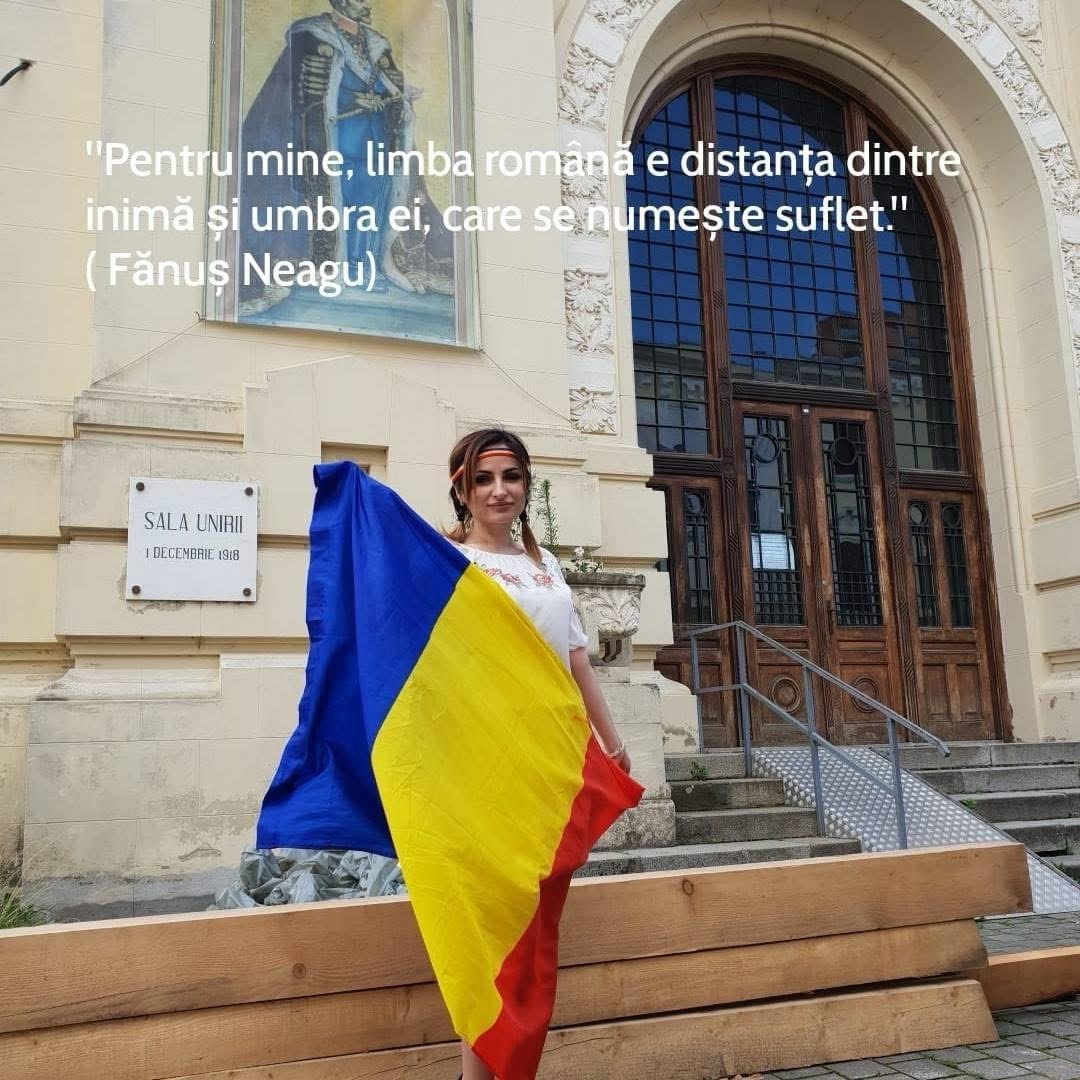 "Pentru mine, limba română e distanța dintre
inimă și umbra ei, care se numește suflet."
( Fănuș Neagu)
SALA UNIRII
1 DECEMBRIE 1918